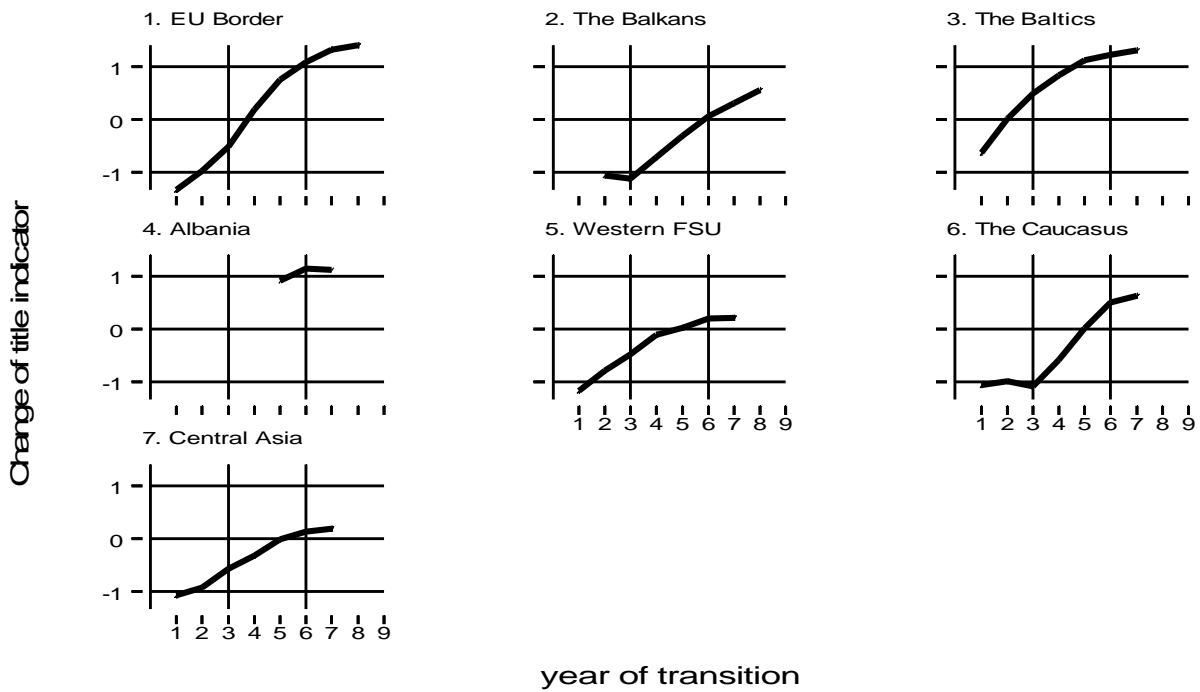 1. EU Border
2. The Balkans
3. The Baltics
1
0
-1
4. Albania
5. Western FSU
6. The Caucasus
1
0
-1
1 2 3 4 5 6 7 8 9
1 2 3 4 5 6 7 8 9
7. Central Asia
1
0
-1
1 2 3 4 5 6 7 8 9
Change of title indicator
year of transition